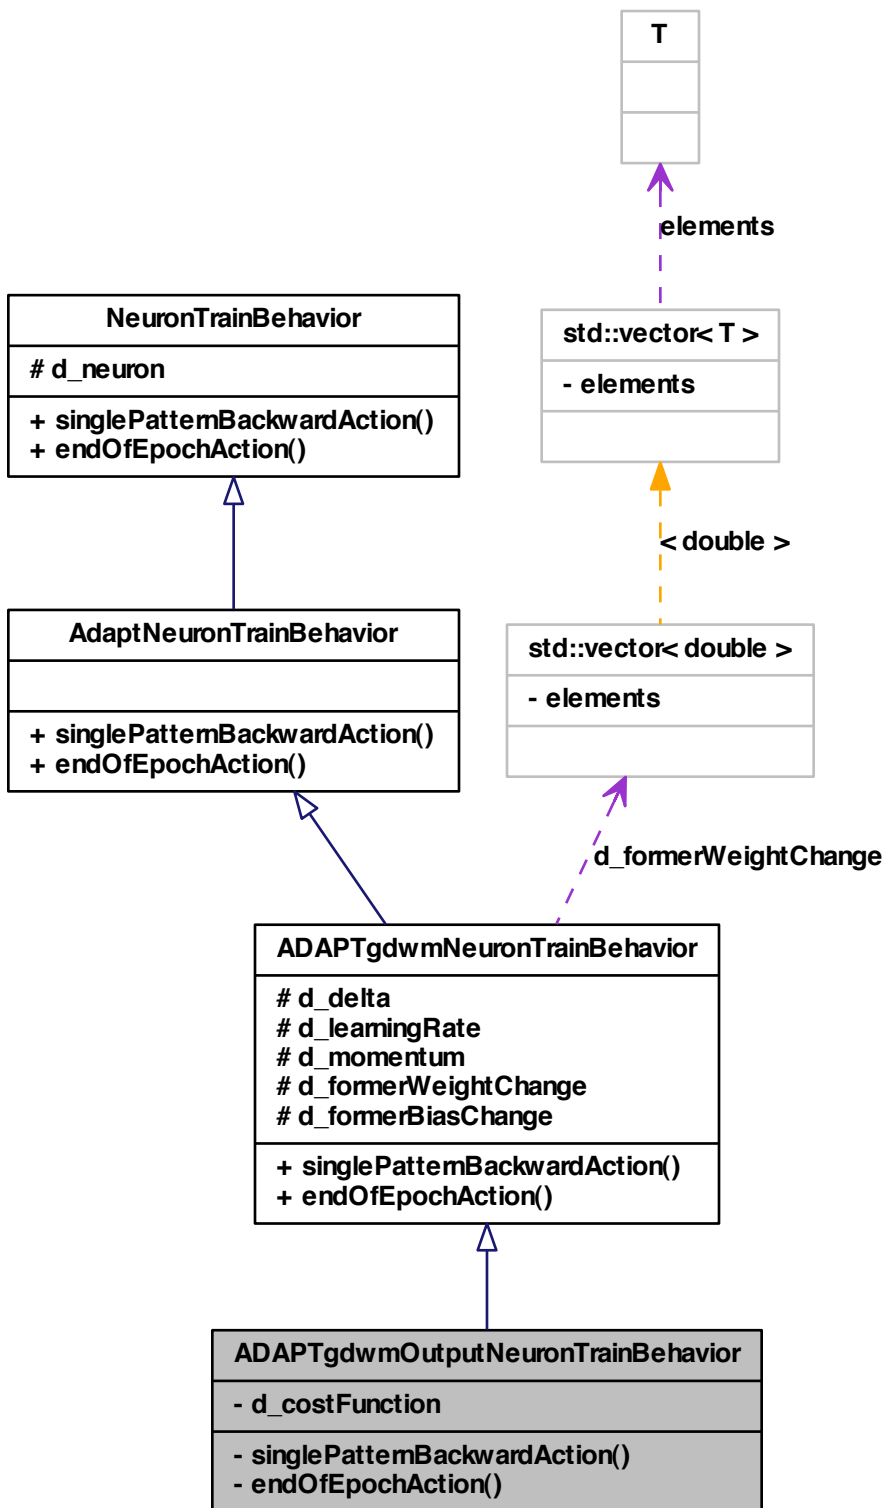 T
elements
NeuronTrainBehavior
# d_neuron
+ singlePatternBackwardAction()
+ endOfEpochAction()
std::vector< T >
- elements
< double >
AdaptNeuronTrainBehavior
+ singlePatternBackwardAction()
+ endOfEpochAction()
std::vector< double >
- elements
d_formerWeightChange
ADAPTgdwmNeuronTrainBehavior
# d_delta
# d_learningRate
# d_momentum
# d_formerWeightChange
# d_formerBiasChange
+ singlePatternBackwardAction()
+ endOfEpochAction()
ADAPTgdwmOutputNeuronTrainBehavior
- d_costFunction
- singlePatternBackwardAction()
- endOfEpochAction()